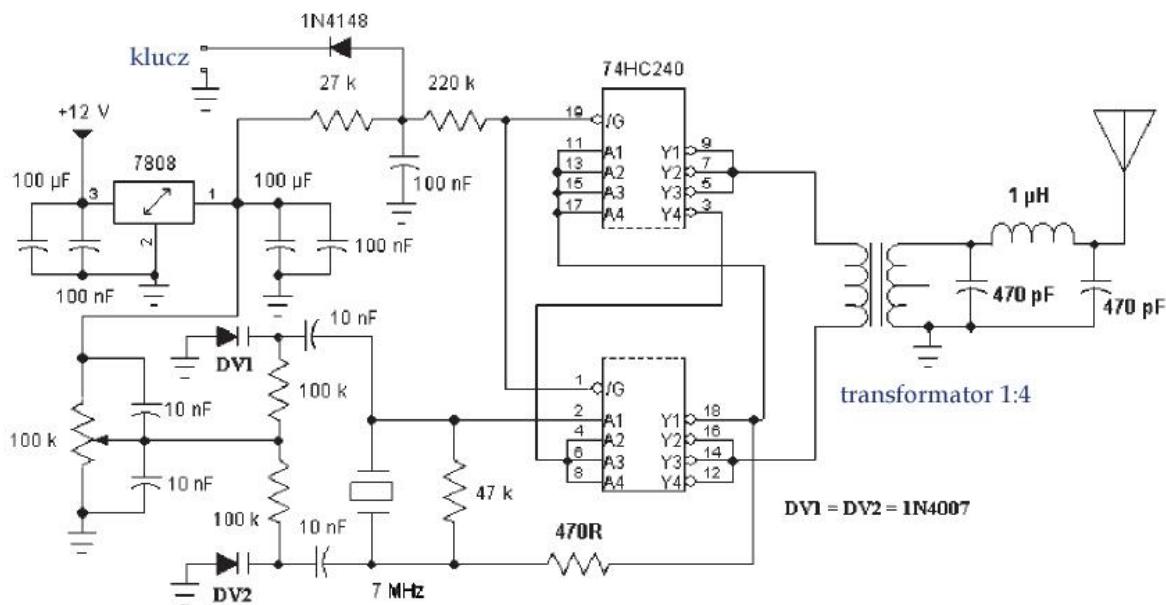 1N4148
klucz
27 k
220 k
74HC240
+12 V
7808
100 µF
3
1
2
100 µF
100 nF
100 nF
100 nF
19
/G
11
A1
Y1
9
13
A2
Y2
7
15
A3
Y3
5
17
A4
Y4
3
1 µH
470 pF
470 pF
10 nF
DV1
100 k
1
/G
2
A1
Y1
18
4
A2
Y2
16
6
A3
Y3
14
8
A4
Y4
12
transformator 1:4
10 nF
100 k
10 nF
100 k
10 nF
47 k
470R
DV1 = DV2 = 1N4007
DV2
7 MHz